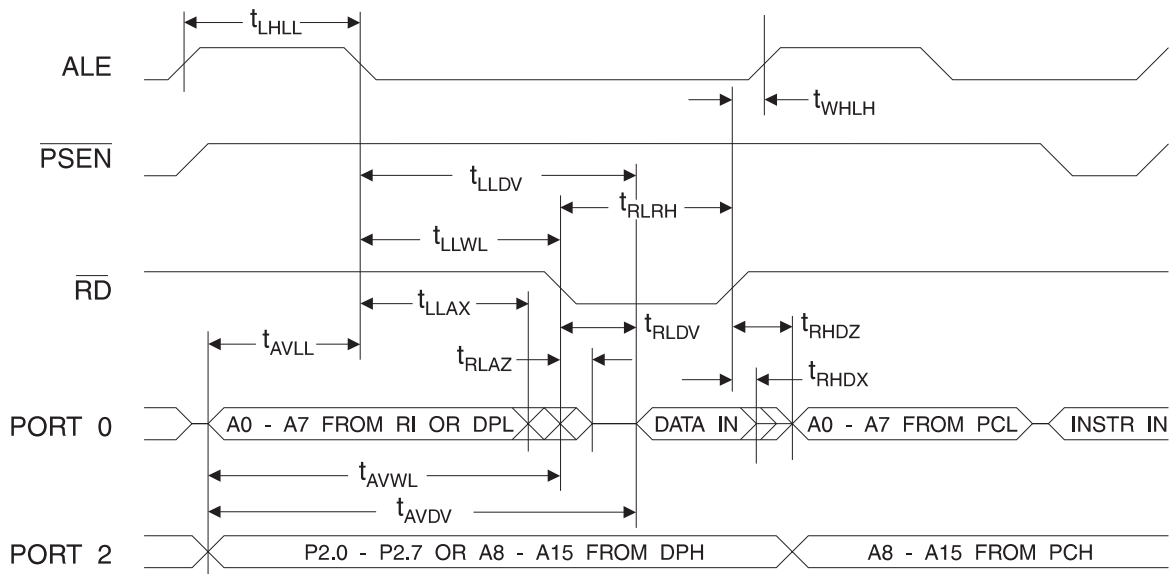 tLHLL
ALE
tWHLH
PSEN
tLLDV
tRLRH
tLLWL
RD
tLLAX
tRLDV
tRHDZ
tAVLL
tRLAZ
tRHDX
PORT 0
A0 - A7 FROM RI OR DPL
DATA IN
A0 - A7 FROM PCL
INSTR IN
tAVWL
tAVDV
PORT 2
P2.0 - P2.7 OR A8 - A15 FROM DPH
A8 - A15 FROM PCH